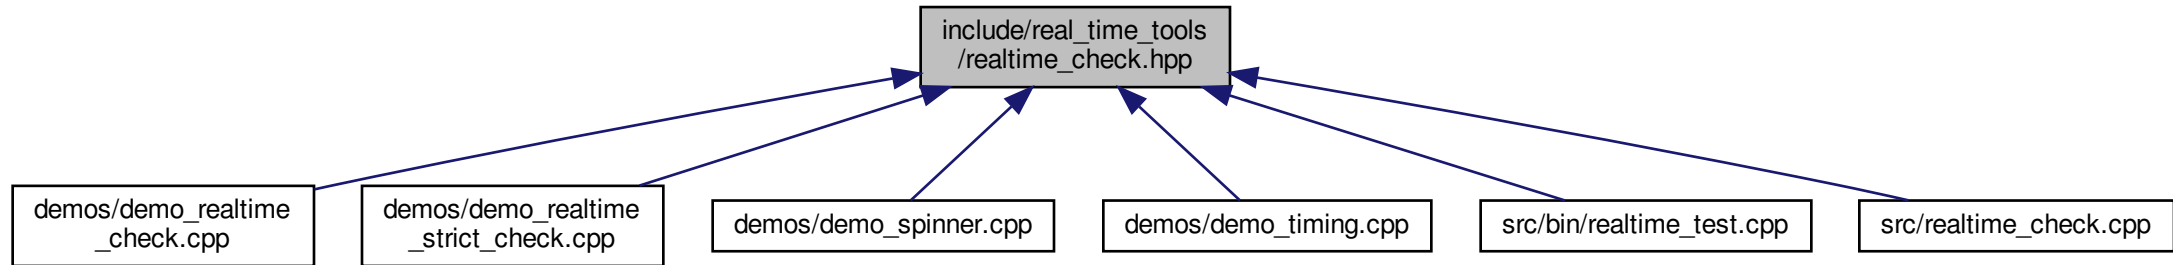 include/real_time_tools
/realtime_check.hpp
demos/demo_realtime
_check.cpp
demos/demo_realtime
_strict_check.cpp
demos/demo_spinner.cpp
demos/demo_timing.cpp
src/bin/realtime_test.cpp
src/realtime_check.cpp